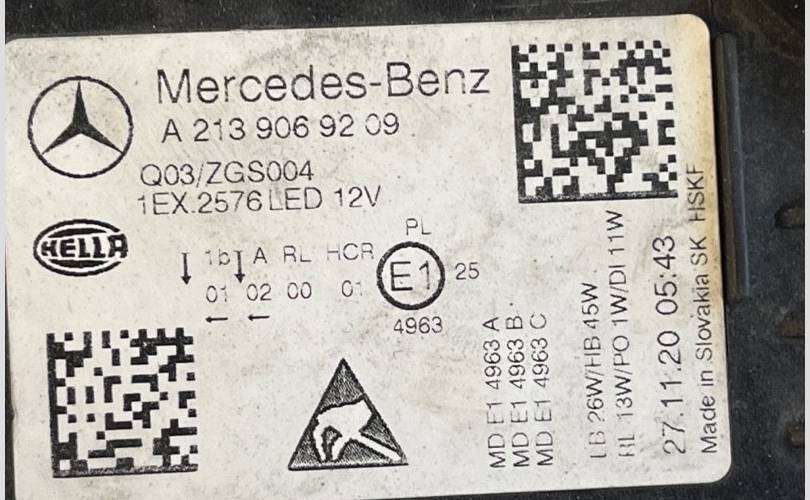 Mercedes-Benz
A 213 906 92 09
Q03/ZGS004
1EX.2576 LED 12V
HELLA
1b A RL HCR PL
01 02 00 01 E1 25
4963
MD E1 4963 A
MD E1 4963 B
MD E1 4963 C
LB 26W/HB 45W
RL 13W/PO 1W/DI 11W
27.11.20 05:43
Made in Slovakia SK HSKF